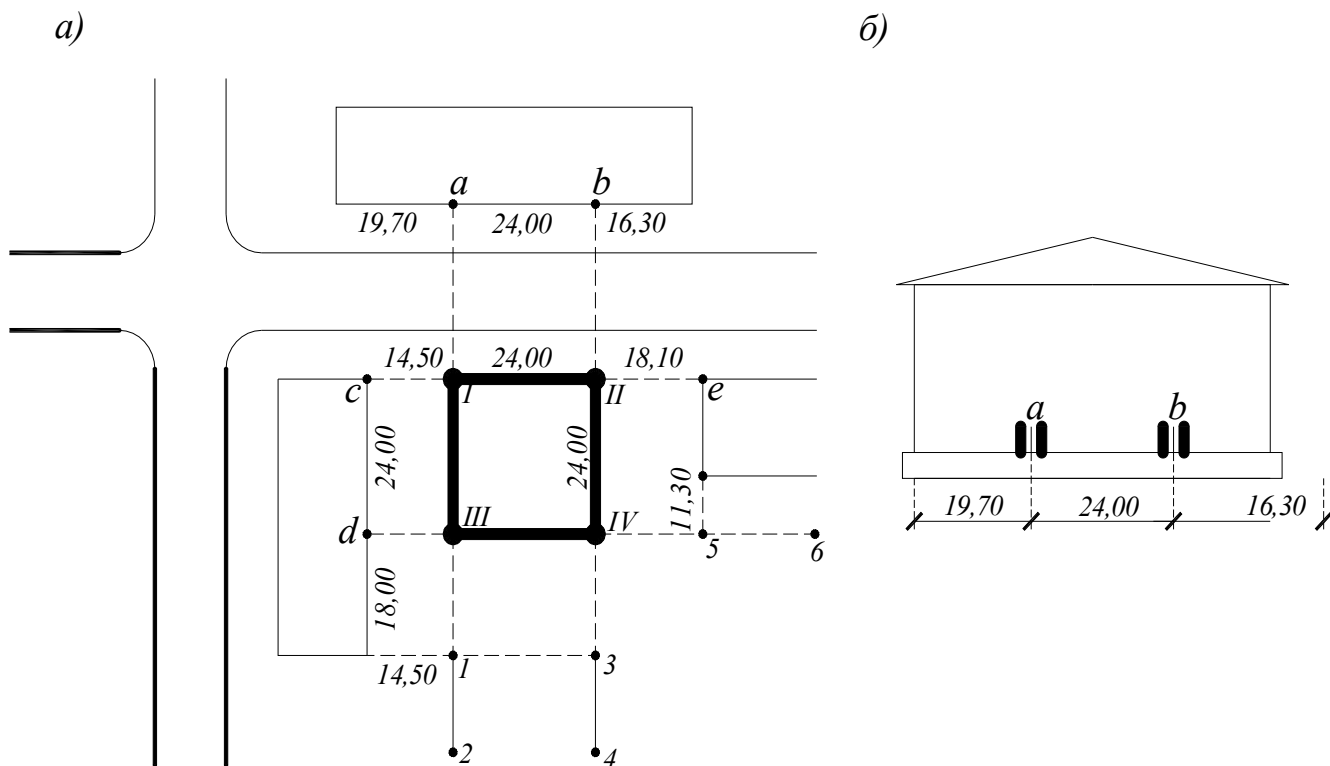 а) б)
a b
19,70 24,00 16,30
14,50 24,00 18,10
c I II e
24,00 24,00 11,30
d III IV 5 6
18,00
14,50 1 3
2 4
a b
19,70 24,00 16,30